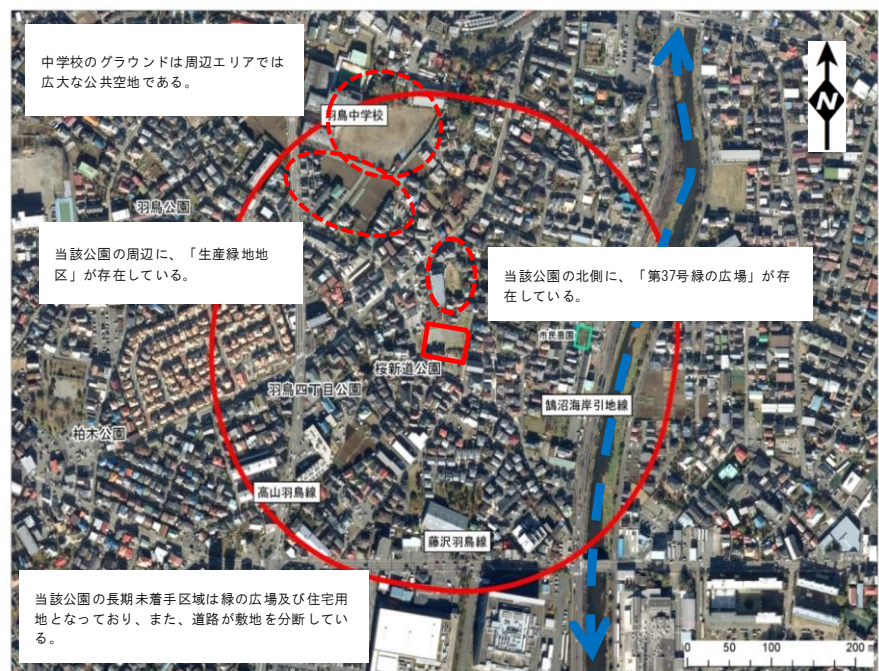 中学校のグラウンドは周辺エリアでは
広大な公共空地である。
羽鳥中学校
N
羽鳥公園
当該公園の周辺に、「生産緑地地
区」が存在している。
当該公園の北側に、「第37号緑の広場」が存
在している。
市民農園
桜新道公園
羽鳥四丁目公園
鵠沼海岸引地線
柏木公園
高山羽鳥線
藤沢羽鳥線
当該公園の長期未着手区域は緑の広場及び住宅用
地となっており、また、道路が敷地を分断してい
る。
0 50 100 200 m